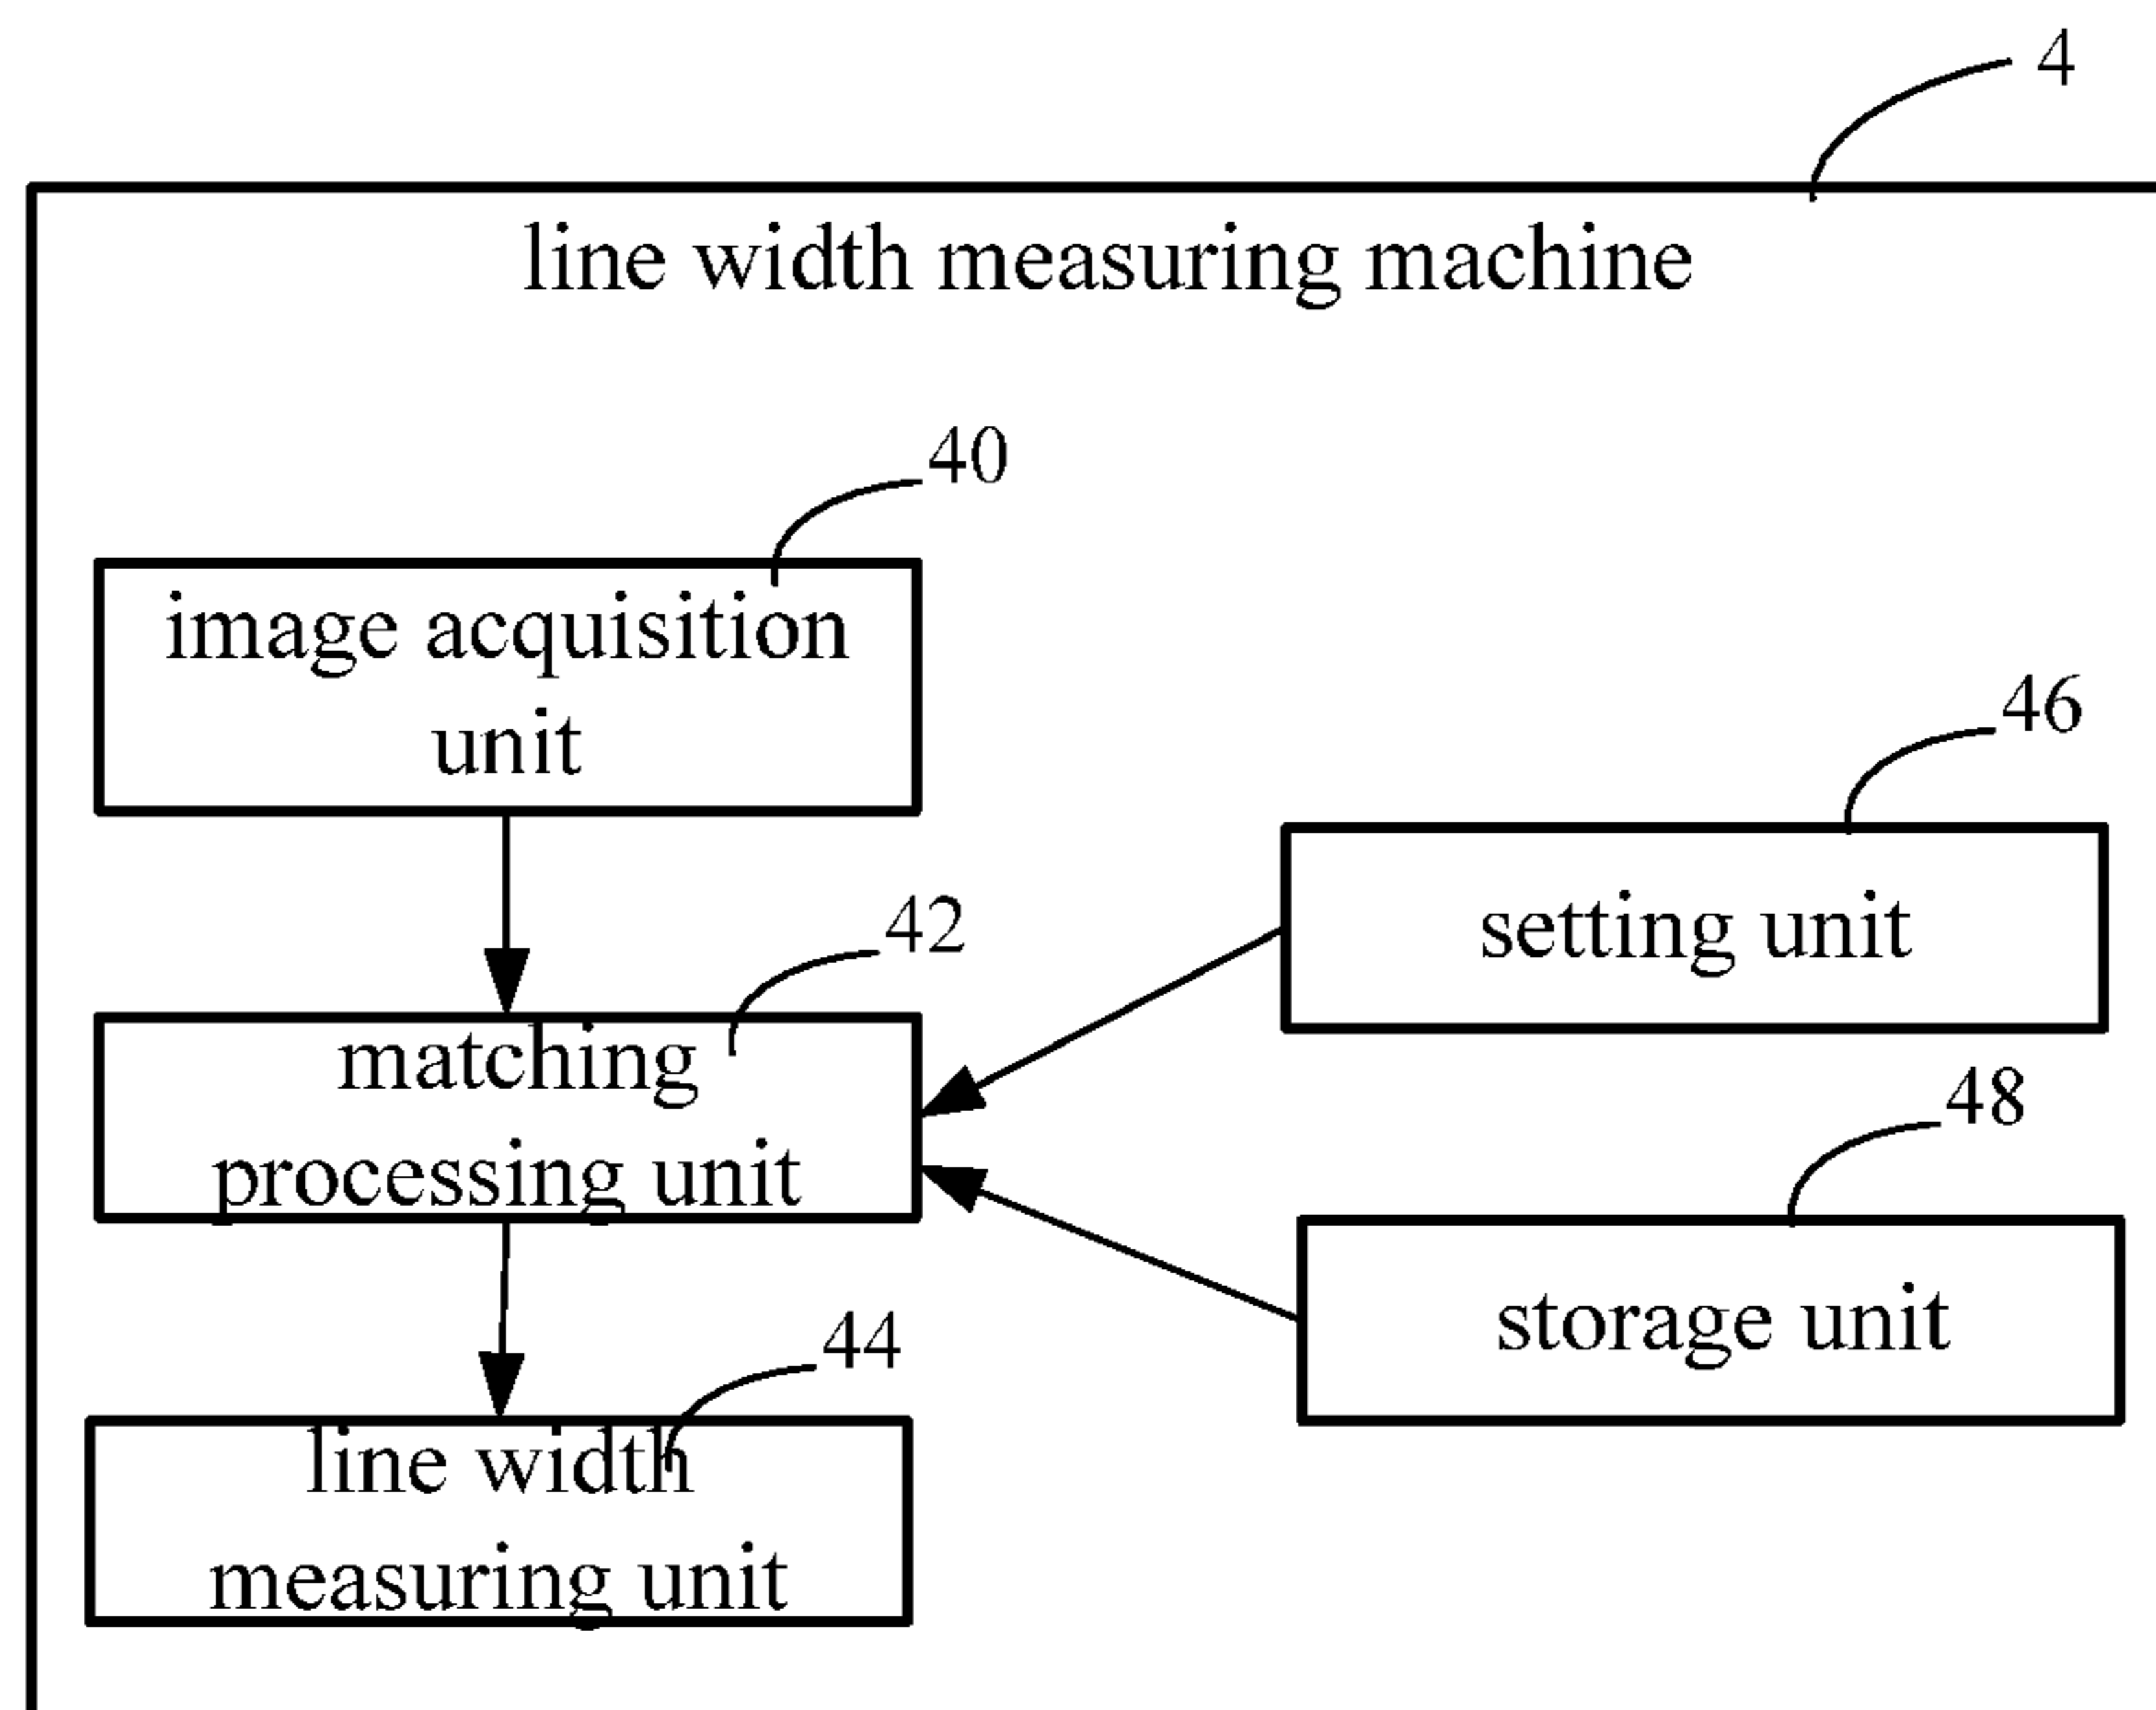 4
line width measuring machine
40
image acquisition
unit
46
setting unit
42
matching
processing unit
48
storage unit
44
line width
measuring unit